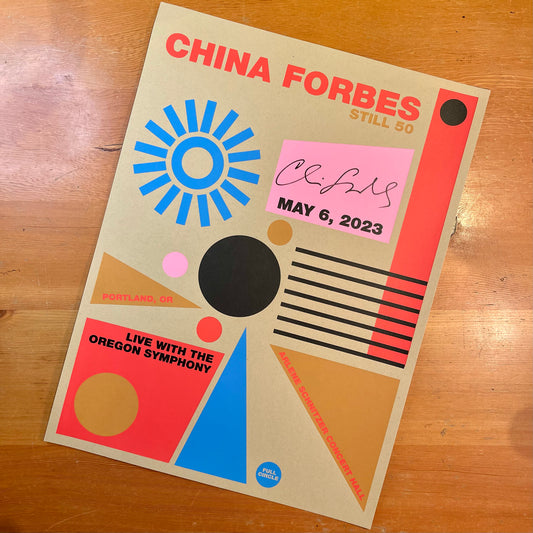 CHINA FORBES
STILL 50
MAY 6, 2023
PORTLAND, OR
LIVE WITH THE
OREGON SYMPHONY
ARLENE SCHNITZER CONCERT HALL
FULL
CIRCLE